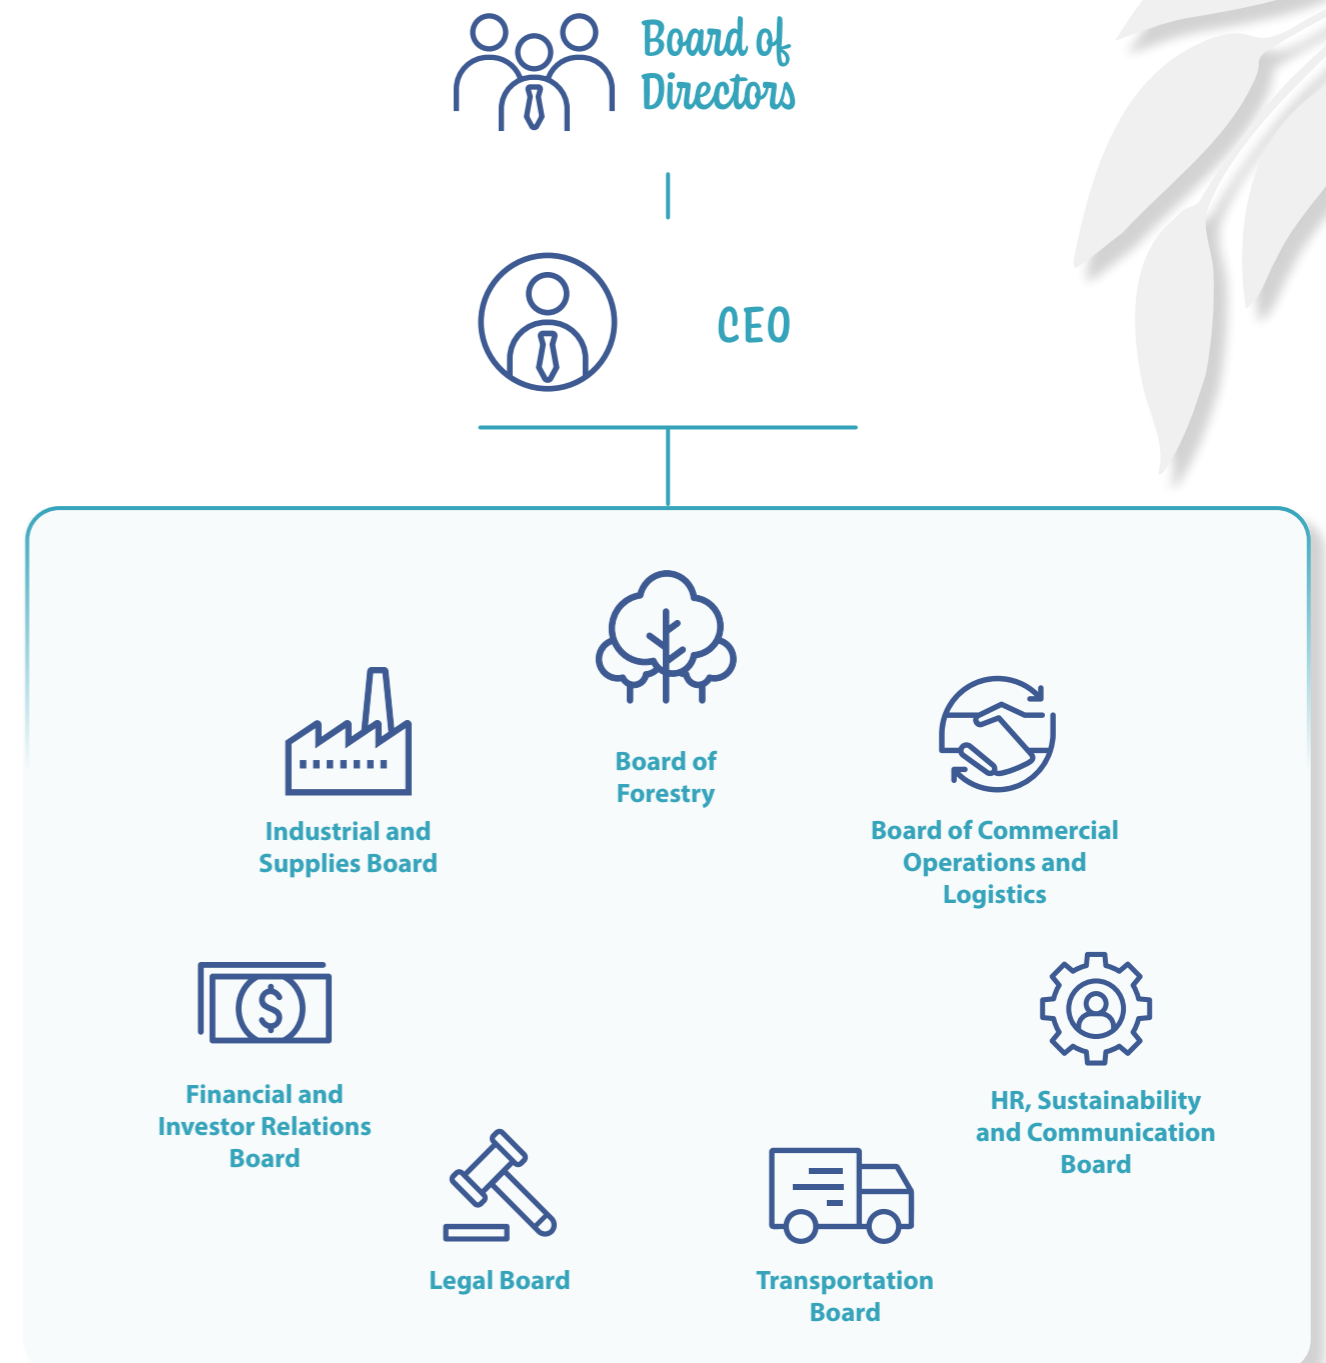 Board of
Directors
CEO
Board of
Forestry
Industrial and
Supplies Board
Board of Commercial
Operations and
Logistics
Financial and
Investor Relations
Board
HR, Sustainability
and Communication
Board
Legal Board
Transportation
Board